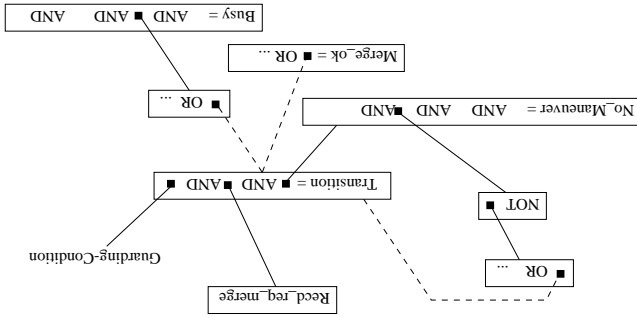 Recd_req_merge
OR ...
Guarding-Condition
NOT
Transition = AND AND
No_Maneuver = AND AND AND
OR ...
Merge_ok = OR ...
Busy = AND AND AND